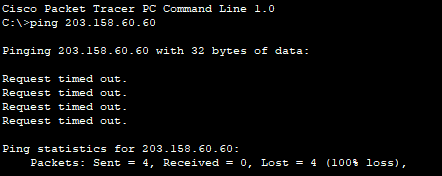 Cisco Packet Tracer PC Command Line 1.0
C:\>ping 203.158.60.60
Pinging 203.158.60.60 with 32 bytes of data:
Request timed out.
Request timed out.
Request timed out.
Request timed out.
Ping statistics for 203.158.60.60:
Packets: Sent = 4, Received = 0, Lost = 4 (100% loss),